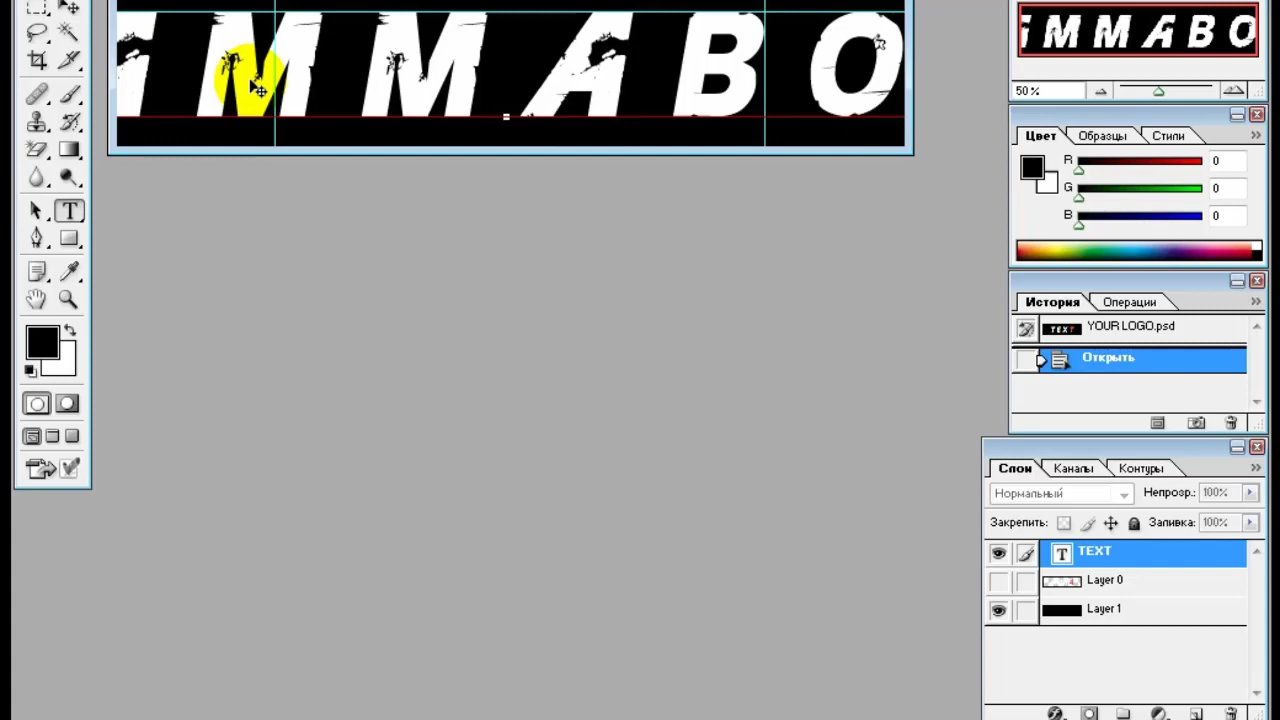 IMMABO
IMMABO
50%
Цвет
Образцы
Стили
R
0
G
0
B
0
История
Операции
TEXT
YOUR LOGO.psd
Открыть
Слои
Каналы
Контуры
Нормальный
Непрозр.:
100%
Закрепить:
Заливка:
100%
T
TEXT
Layer 0
Layer 1
T